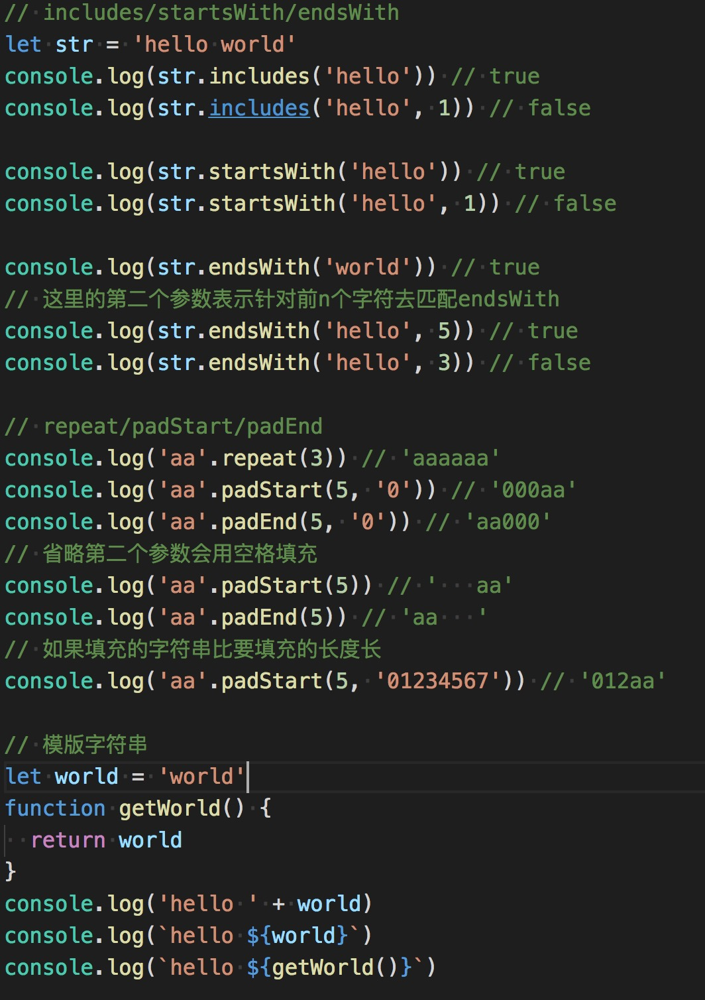 // includes/startsWith/endsWith
let str = 'hello world'
console.log(str.includes('hello')) // true
console.log(str.includes('hello', 1)) // false
console.log(str.startsWith('hello')) // true
console.log(str.startsWith('hello', 1)) // false
console.log(str.endsWith('world')) // true
// 这里的第二个参数表示针对前n个字符去匹配endsWith
console.log(str.endsWith('hello', 5)) // true
console.log(str.endsWith('hello', 3)) // false
// repeat/padStart/padEnd
console.log('aa'.repeat(3)) // 'aaaaaa'
console.log('aa'.padStart(5, '0')) // '000aa'
console.log('aa'.padEnd(5, '0')) // 'aa000'
// 省略第二个参数会用空格填充
console.log('aa'.padStart(5)) // '   aa'
console.log('aa'.padEnd(5)) // 'aa   '
// 如果填充的字符串比要填充的长度长
console.log('aa'.padStart(5, '01234567')) // '012aa'
// 模版字符串
let world = 'world'
function getWorld() {
  return world
}
console.log('hello ' + world)
console.log(`hello ${world}`)
console.log(`hello ${getWorld()}`)